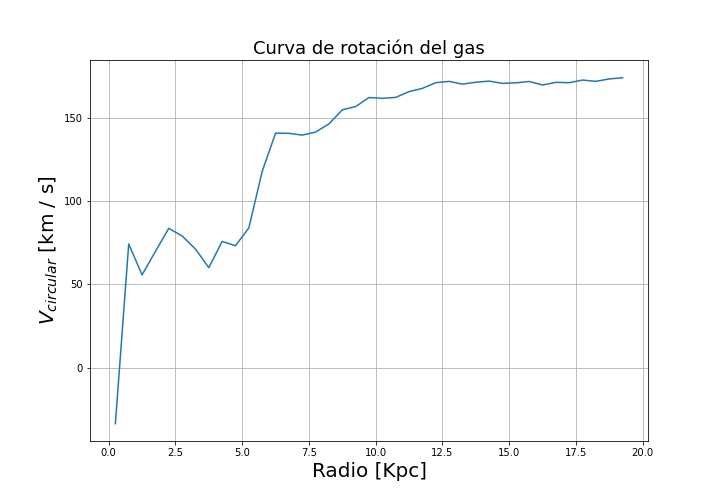 Curva de rotación del gas
V_circular [km / s]
150
100
50
0
0.0 2.5 5.0 7.5 10.0 12.5 15.0 17.5 20.0
Radio [Kpc]